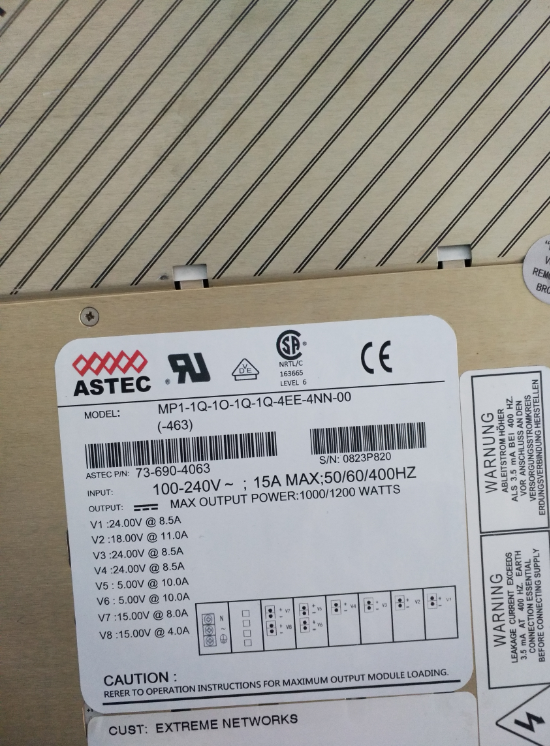 ASTEC
RU
VDE
SA
NRTL/C
163665
LEVEL 6
CE
MODEL: MP1-1Q-1O-1Q-1Q-4EE-4NN-00
(-463)
ASTEC P/N: 73-690-4063
S/N: 0823P820
INPUT: 100-240V~ ; 15A MAX;50/60/400HZ
OUTPUT: MAX OUTPUT POWER:1000/1200 WATTS
V1 :24.00V @ 8.5A
V2 :18.00V @ 11.0A
V3 :24.00V @ 8.5A
V4 :24.00V @ 8.5A
V5 : 5.00V @ 10.0A
V6 : 5.00V @ 10.0A
V7 :15.00V @ 8.0A
V8 :15.00V @ 4.0A
CAUTION :
RERER TO OPERATION INSTRUCTIONS FOR MAXIMUM OUTPUT MODULE LOADING.
CUST: EXTREME NETWORKS
WARNUNG
ABLEITSTROM HÖHER
ALS 3.5 mA BEI 400 HZ.
VOR ANSCHLUSS AN DEN
VERSORGUNGSSTROMKREIS
ERDUNGSVERBINDUNG HERSTELLEN
WARNING
LEAKAGE CURRENT EXCEEDS
3.5 mA AT 400 HZ. EARTH
CONNECTION ESSENTIAL
BEFORE CONNECTING SUPPLY